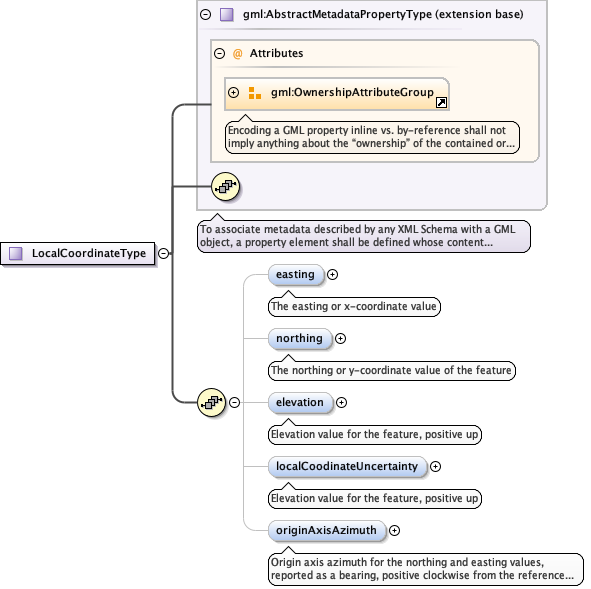 gml:AbstractMetadataPropertyType (extension base)
@ Attributes
gml:OwnershipAttributeGroup
Encoding a GML property inline vs. by-reference shall not
imply anything about the “ownership” of the contained or...
To associate metadata described by any XML Schema with a GML
object, a property element shall be defined whose content...
LocalCoordinateType
easting
The easting or x-coordinate value
northing
The northing or y-coordinate value of the feature
elevation
Elevation value for the feature, positive up
localCoodinateUncertainty
Elevation value for the feature, positive up
originAxisAzimuth
Origin axis azimuth for the northing and easting values,
reported as a bearing, positive clockwise from the reference...